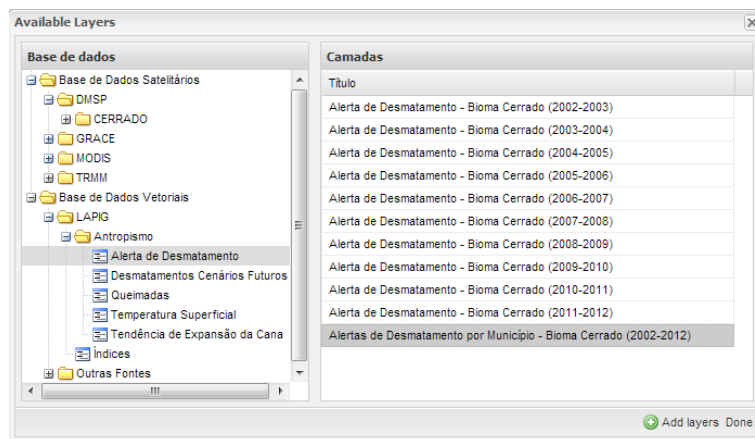 Available Layers
Base de dados
Base de Dados Satelitários
DMSP
CERRADO
GRACE
MODIS
TRMM
Base de Dados Vetoriais
LAPIG
Antropismo
Alerta de Desmatamento
Desmatamentos Cenários Futuros
Queimadas
Temperatura Superficial
Tendência de Expansão da Cana
Índices
Outras Fontes
Camadas
Título
Alerta de Desmatamento - Bioma Cerrado (2002-2003)
Alerta de Desmatamento - Bioma Cerrado (2003-2004)
Alerta de Desmatamento - Bioma Cerrado (2004-2005)
Alerta de Desmatamento - Bioma Cerrado (2005-2006)
Alerta de Desmatamento - Bioma Cerrado (2006-2007)
Alerta de Desmatamento - Bioma Cerrado (2007-2008)
Alerta de Desmatamento - Bioma Cerrado (2008-2009)
Alerta de Desmatamento - Bioma Cerrado (2009-2010)
Alerta de Desmatamento - Bioma Cerrado (2010-2011)
Alerta de Desmatamento - Bioma Cerrado (2011-2012)
Alertas de Desmatamento por Município - Bioma Cerrado (2002-2012)
Add layers Done